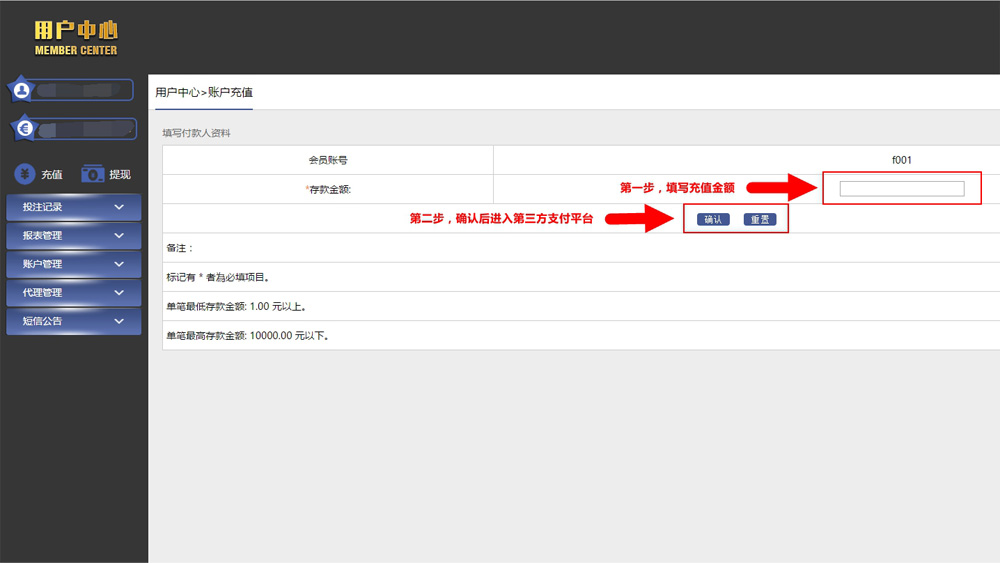 用户中心
MEMBER CENTER
充值
提现
投注记录
报表管理
账户管理
代理管理
短信公告
用户中心>账户充值
填写付款人资料
会员账号
f001
*存款金额:
第一步，填写充值金额
第二步，确认后进入第三方支付平台
确认
重置
备注：
标记有 * 者為必填项目。
单笔最低存款金额: 1.00 元以上。
单笔最高存款金额: 10000.00 元以下。